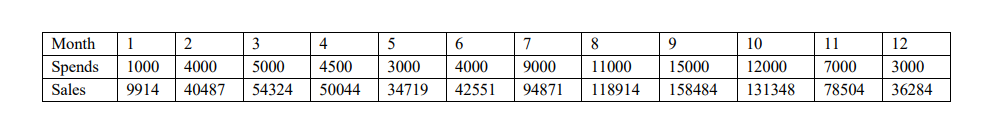 Month 1 2 3 4 5 6 7 8 9 10 11 12
Spends 1000 4000 5000 4500 3000 4000 9000 11000 15000 12000 7000 3000
Sales 9914 40487 54324 50044 34719 42551 94871 118914 158484 131348 78504 36284